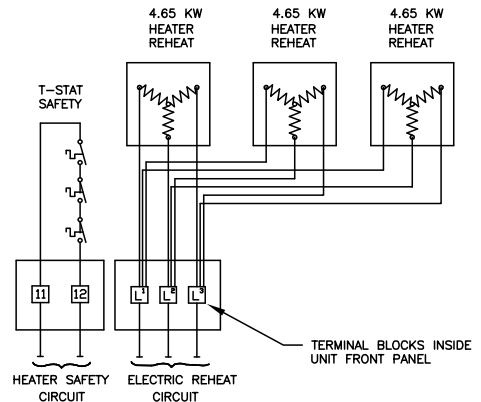 4.65 KW
HEATER
REHEAT
4.65 KW
HEATER
REHEAT
4.65 KW
HEATER
REHEAT
T-STAT
SAFETY
11
12
L1
L2
L3
TERMINAL BLOCKS INSIDE
UNIT FRONT PANEL
HEATER SAFETY
CIRCUIT
ELECTRIC REHEAT
CIRCUIT